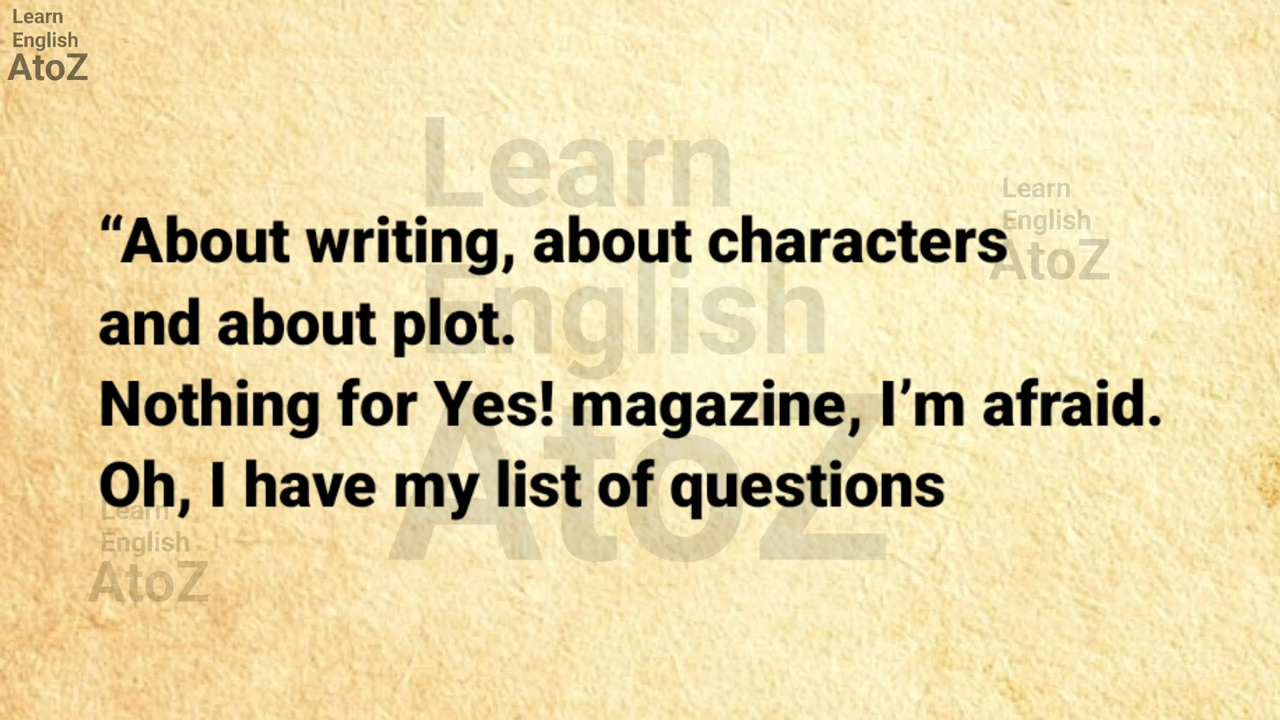 Learn
English
AtoZ
Learn
English
AtoZ
Learn
English
AtoZ
“About writing, about characters
and about plot.
Nothing for Yes! magazine, I’m afraid.
Oh, I have my list of questions
Learn
English
AtoZ